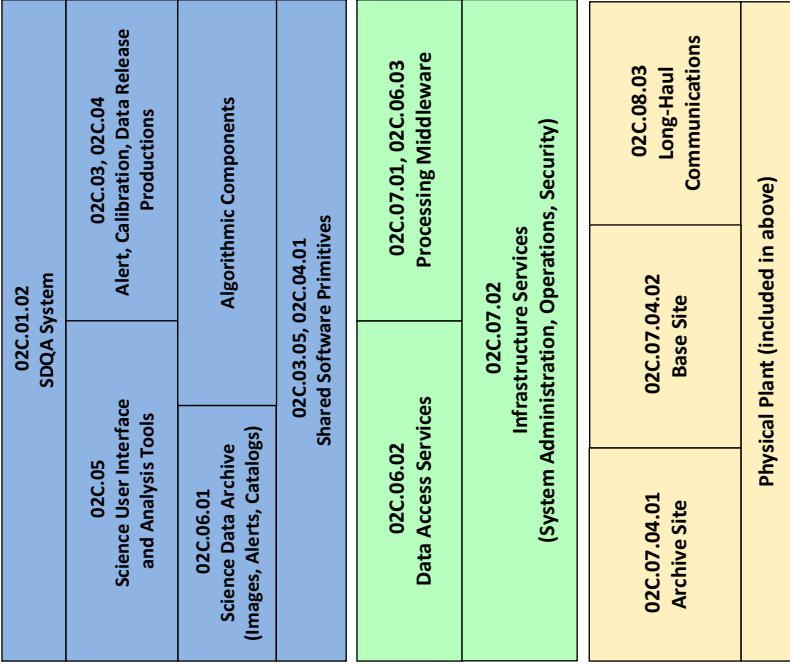 02C.01.02
SDQA System
02C.05
Science User Interface
and Analysis Tools
02C.03, 02C.04
Alert, Calibration, Data Release
Productions
02C.06.01
Science Data Archive
(Images, Alerts, Catalogs)
Algorithmic Components
02C.03.05, 02C.04.01
Shared Software Primitives
02C.06.02
Data Access Services
02C.07.01, 02C.06.03
Processing Middleware
02C.07.02
Infrastructure Services
(System Administration, Operations, Security)
02C.07.04.01
Archive Site
02C.07.04.02
Base Site
02C.08.03
Long-Haul
Communications
Physical Plant (included in above)